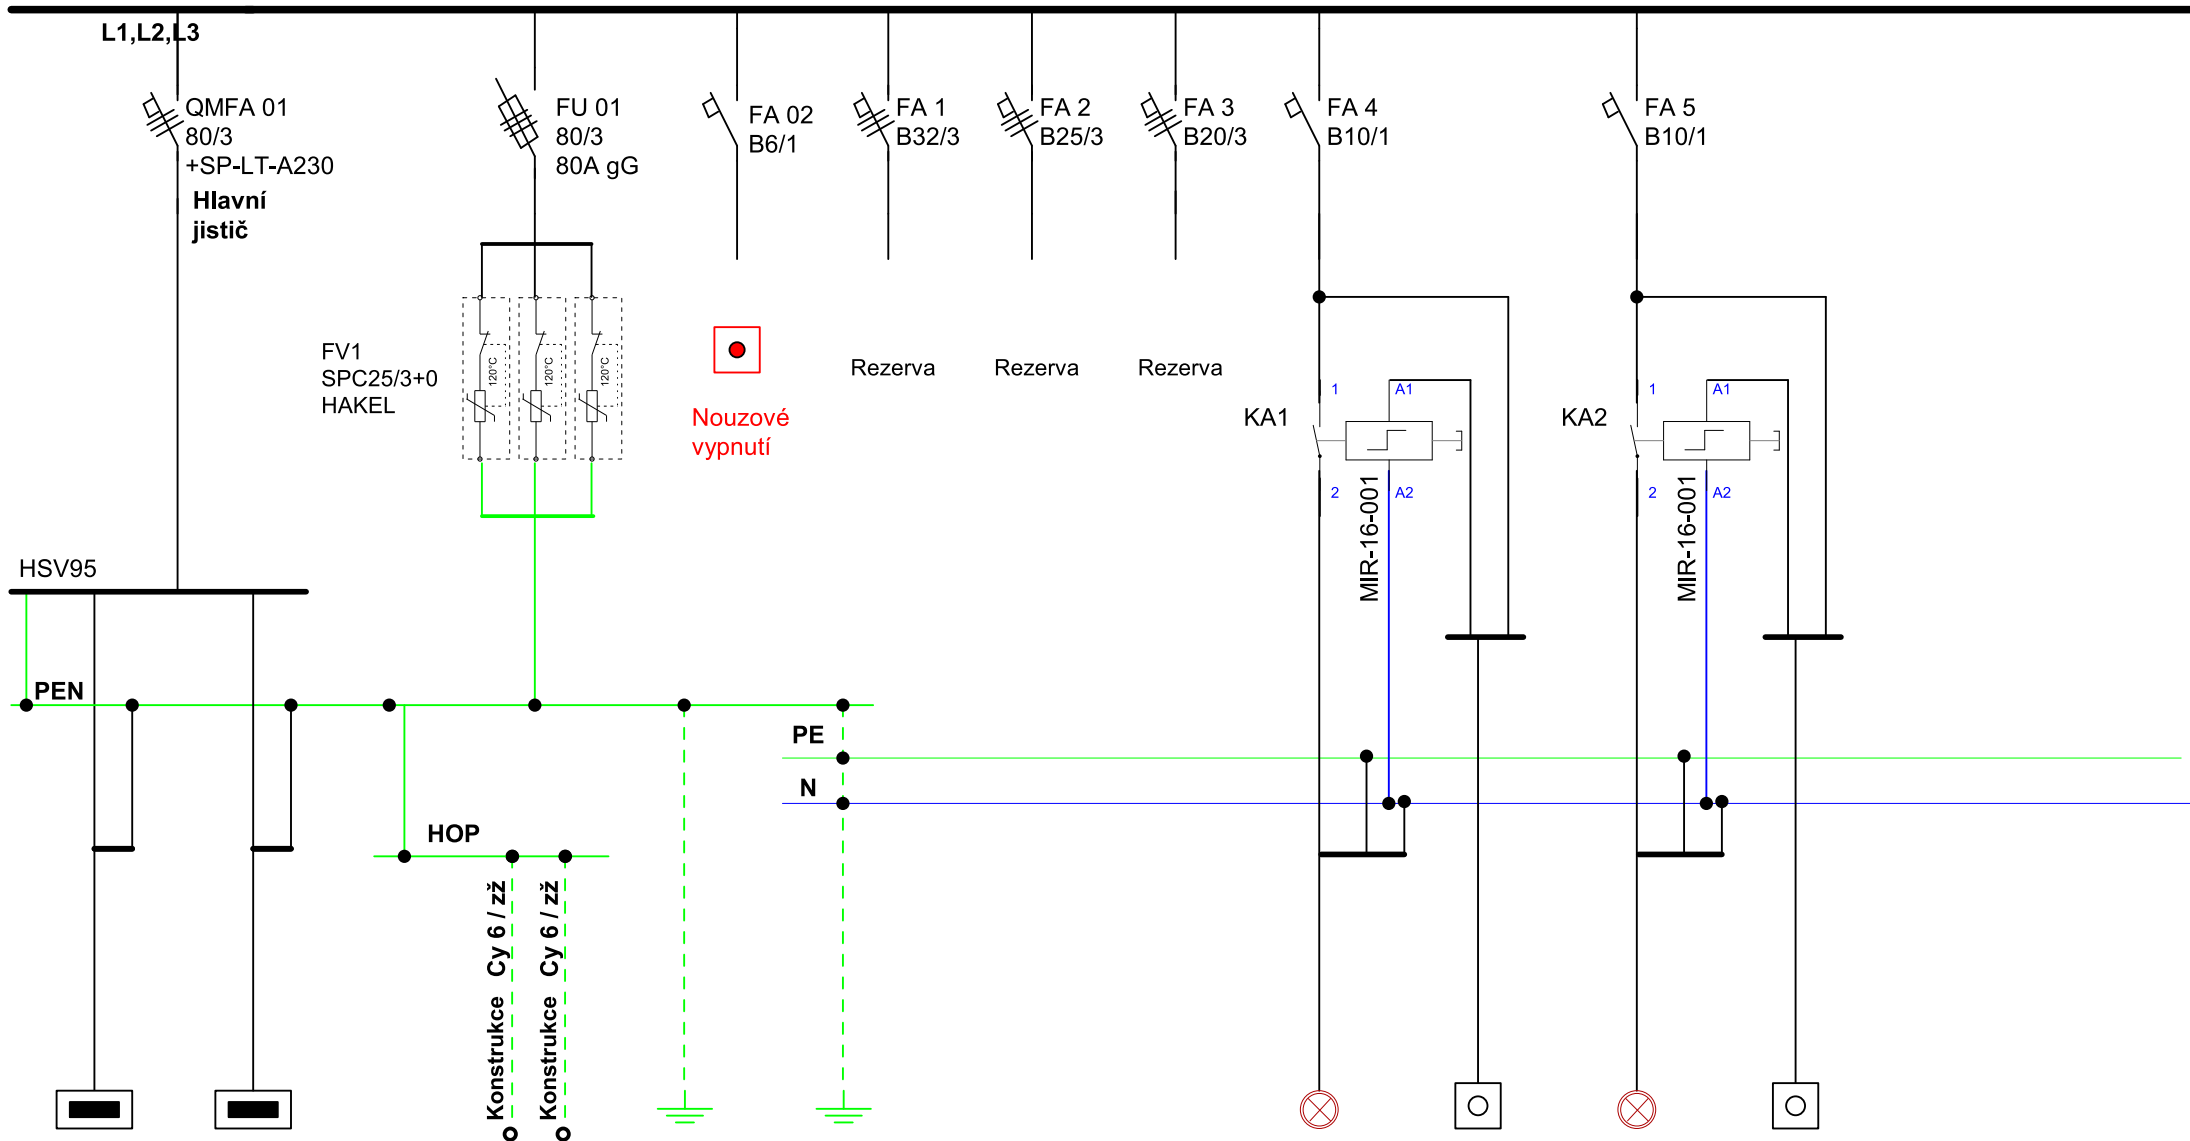 L1,L2,L3
QMFA 01
80/3
+SP-LT-A230
Hlavní
jistič
FU 01
80/3
80A gG
FA 02
B6/1
FA 1
B32/3
FA 2
B25/3
FA 3
B20/3
FA 4
B10/1
FA 5
B10/1
FV1
SPC25/3+0
HAKEL
120°C
120°C
120°C
Nouzové
vypnutí
Rezerva
Rezerva
Rezerva
KA1
1
A1
2
A2
MIR-16-001
KA2
1
A1
2
A2
MIR-16-001
HSV95
PEN
PE
N
HOP
Konstrukce Cy 6 / zž
Konstrukce Cy 6 / zž